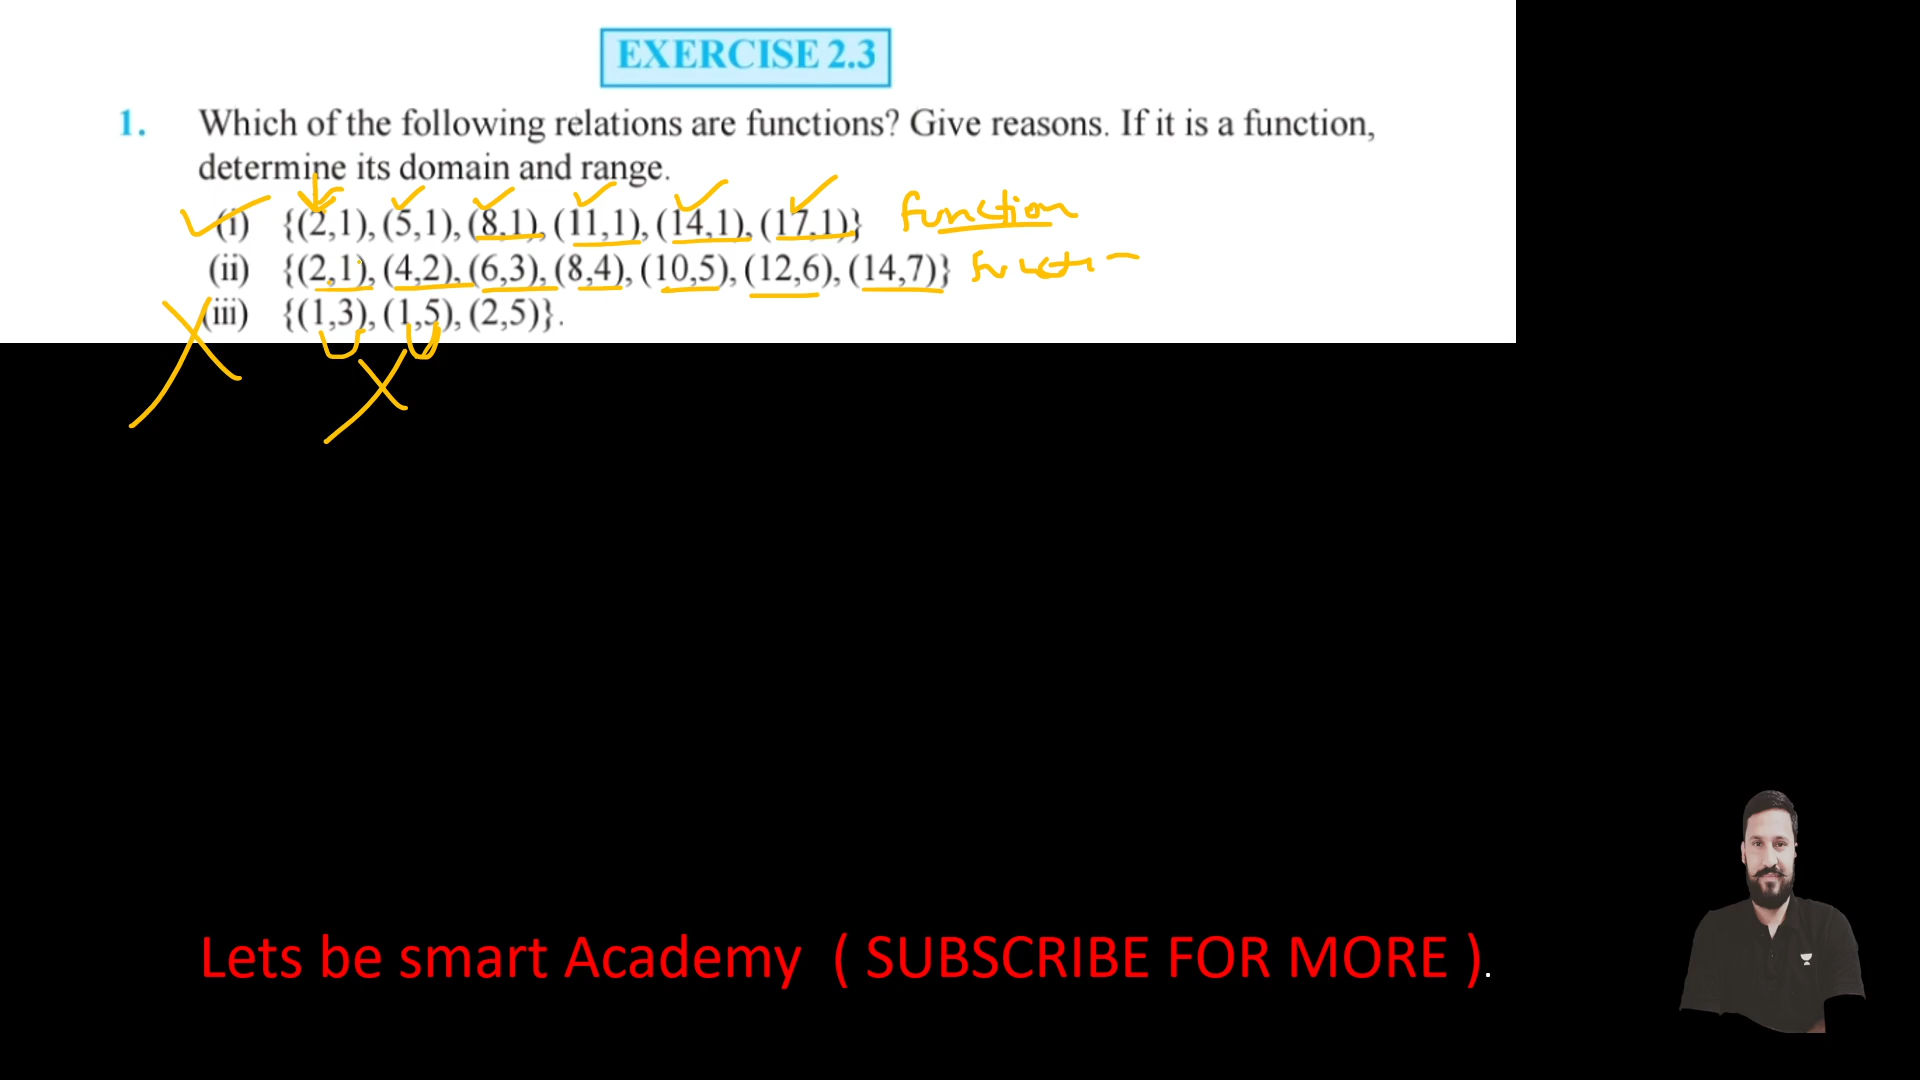 EXERCISE 2.3
1. Which of the following relations are functions? Give reasons. If it is a function,
determine its domain and range.
(i) {(2,1), (5,1), (8,1), (11,1), (14,1), (17,1)} function
(ii) {(2,1), (4,2), (6,3), (8,4), (10,5), (12,6), (14,7)}
(iii) {(1,3), (1,5), (2,5)}.
Lets be smart Academy ( SUBSCRIBE FOR MORE ).